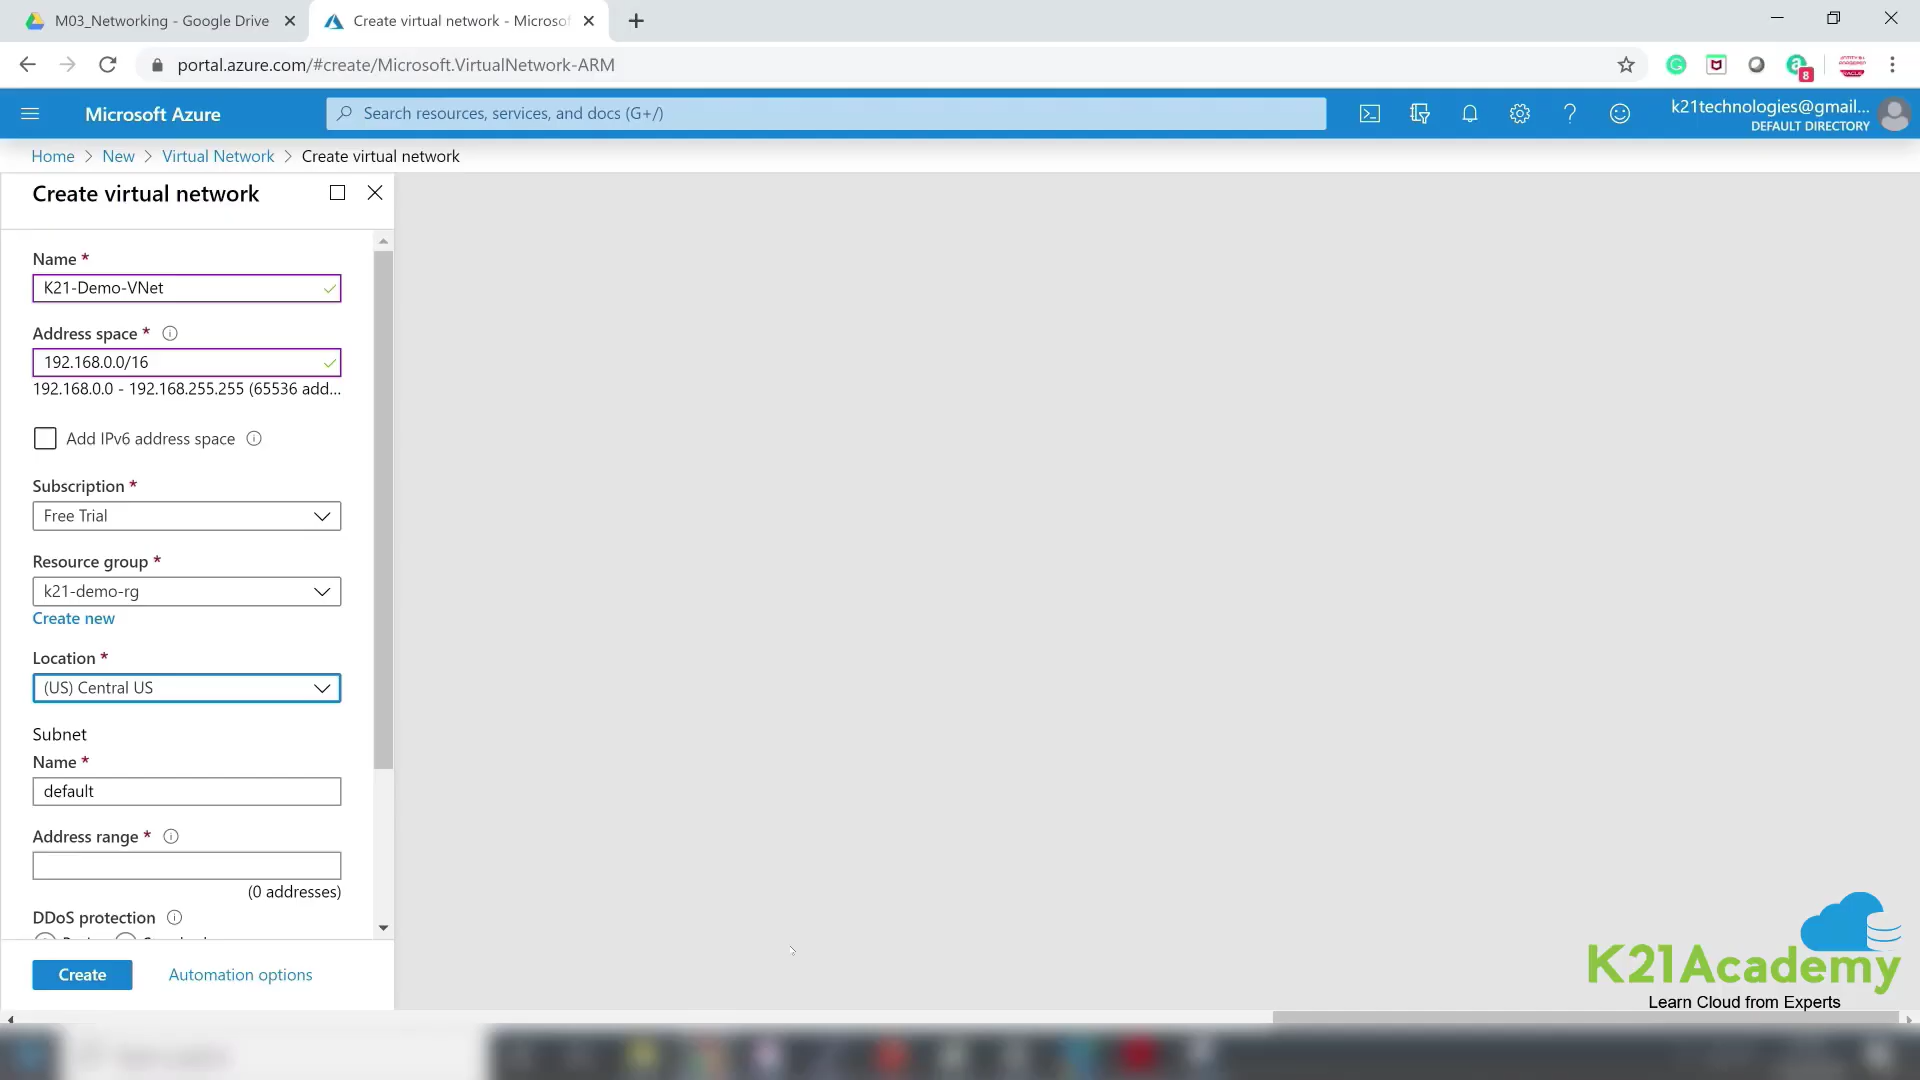 M03_Networking - Google Drive
Create virtual network - Microso
portal.azure.com/#create/Microsoft.VirtualNetwork-ARM
8
Microsoft Azure
Search resources, services, and docs (G+/)
k21technologies@gmail...
DEFAULT DIRECTORY
Home > New > Virtual Network > Create virtual network
Create virtual network
Name *
K21-Demo-VNet
Address space *
192.168.0.0/16
192.168.0.0 - 192.168.255.255 (65536 add...
Add IPv6 address space
Subscription *
Free Trial
Resource group *
k21-demo-rg
Create new
Location *
(US) Central US
Subnet
Name *
default
Address range *
(0 addresses)
DDoS protection
Create
Automation options
K21Academy
Learn Cloud from Experts